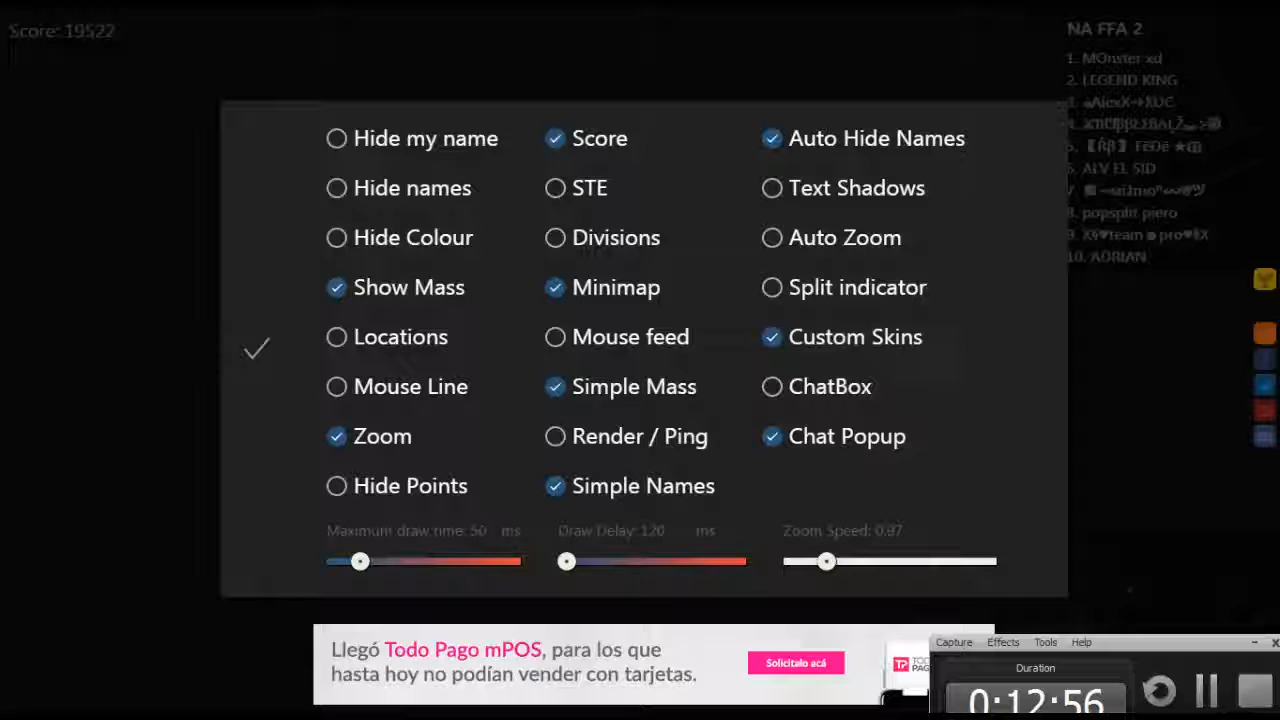 Score: 19522
NA FFA 2
1. MOnster xd
2. LEGEND KING
6. ALV EL SID
8. popsplit piero
10. ADRIAN
Hide my name
Score
Auto Hide Names
Hide names
STE
Text Shadows
Hide Colour
Divisions
Auto Zoom
Show Mass
Minimap
Split indicator
Locations
Mouse feed
Custom Skins
Mouse Line
Simple Mass
ChatBox
Zoom
Render / Ping
Chat Popup
Hide Points
Simple Names
Maximum draw time: 50 ms
Draw Delay: 120 ms
Zoom Speed: 0.97
Llegó Todo Pago mPOS, para los que
hasta hoy no podían vender con tarjetas.
Solicitalo acá
TP
Capture Effects Tools Help
Duration
0:12:56